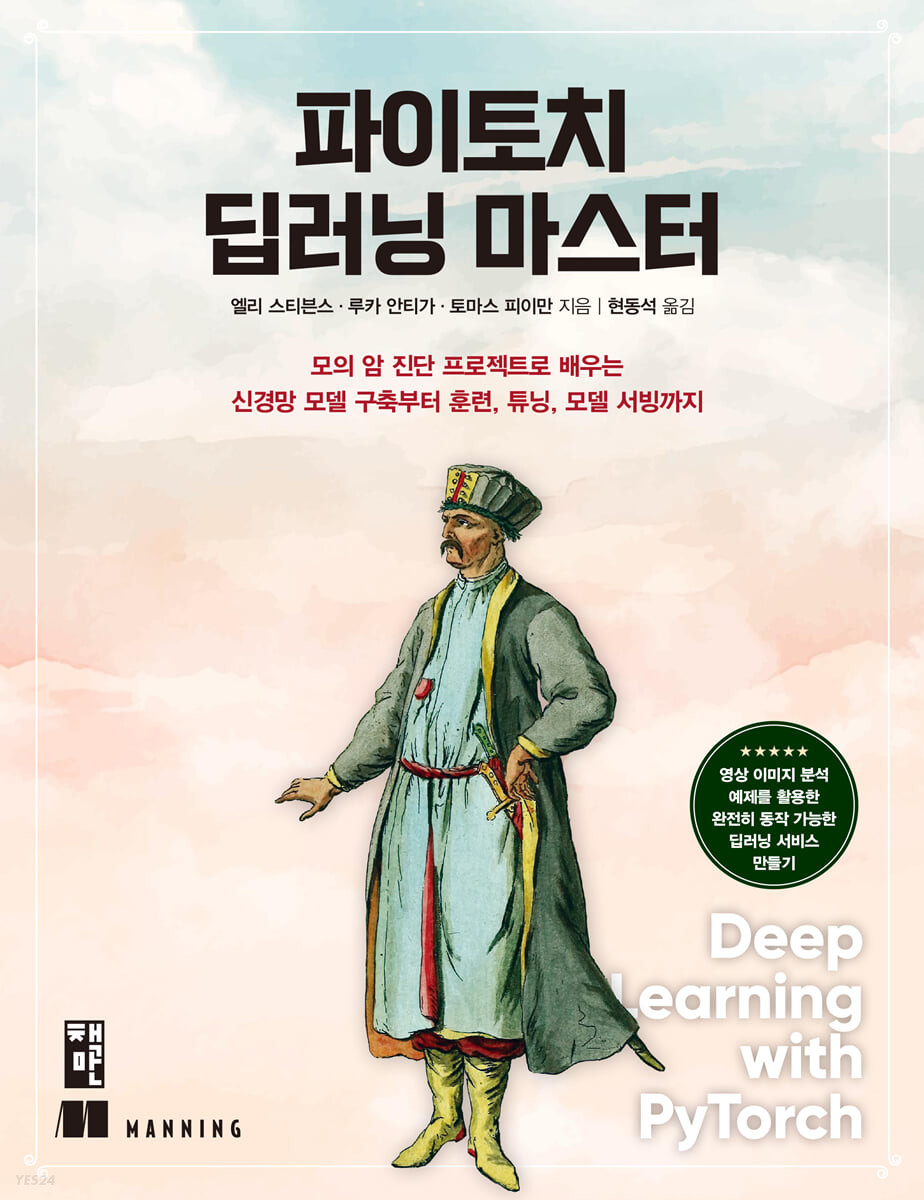 파이토치
딥러닝 마스터
엘리 스티븐스 · 루카 안티가 · 토마스 피이만 지음 | 현동석 옮김
모의 암 진단 프로젝트로 배우는
신경망 모델 구축부터 훈련, 튜닝, 모델 서빙까지
★★★★★
영상 이미지 분석
예제를 활용한
완전히 동작 가능한
딥러닝 서비스
만들기
Deep
Learning
with
PyTorch
책만
MANNING
YES24